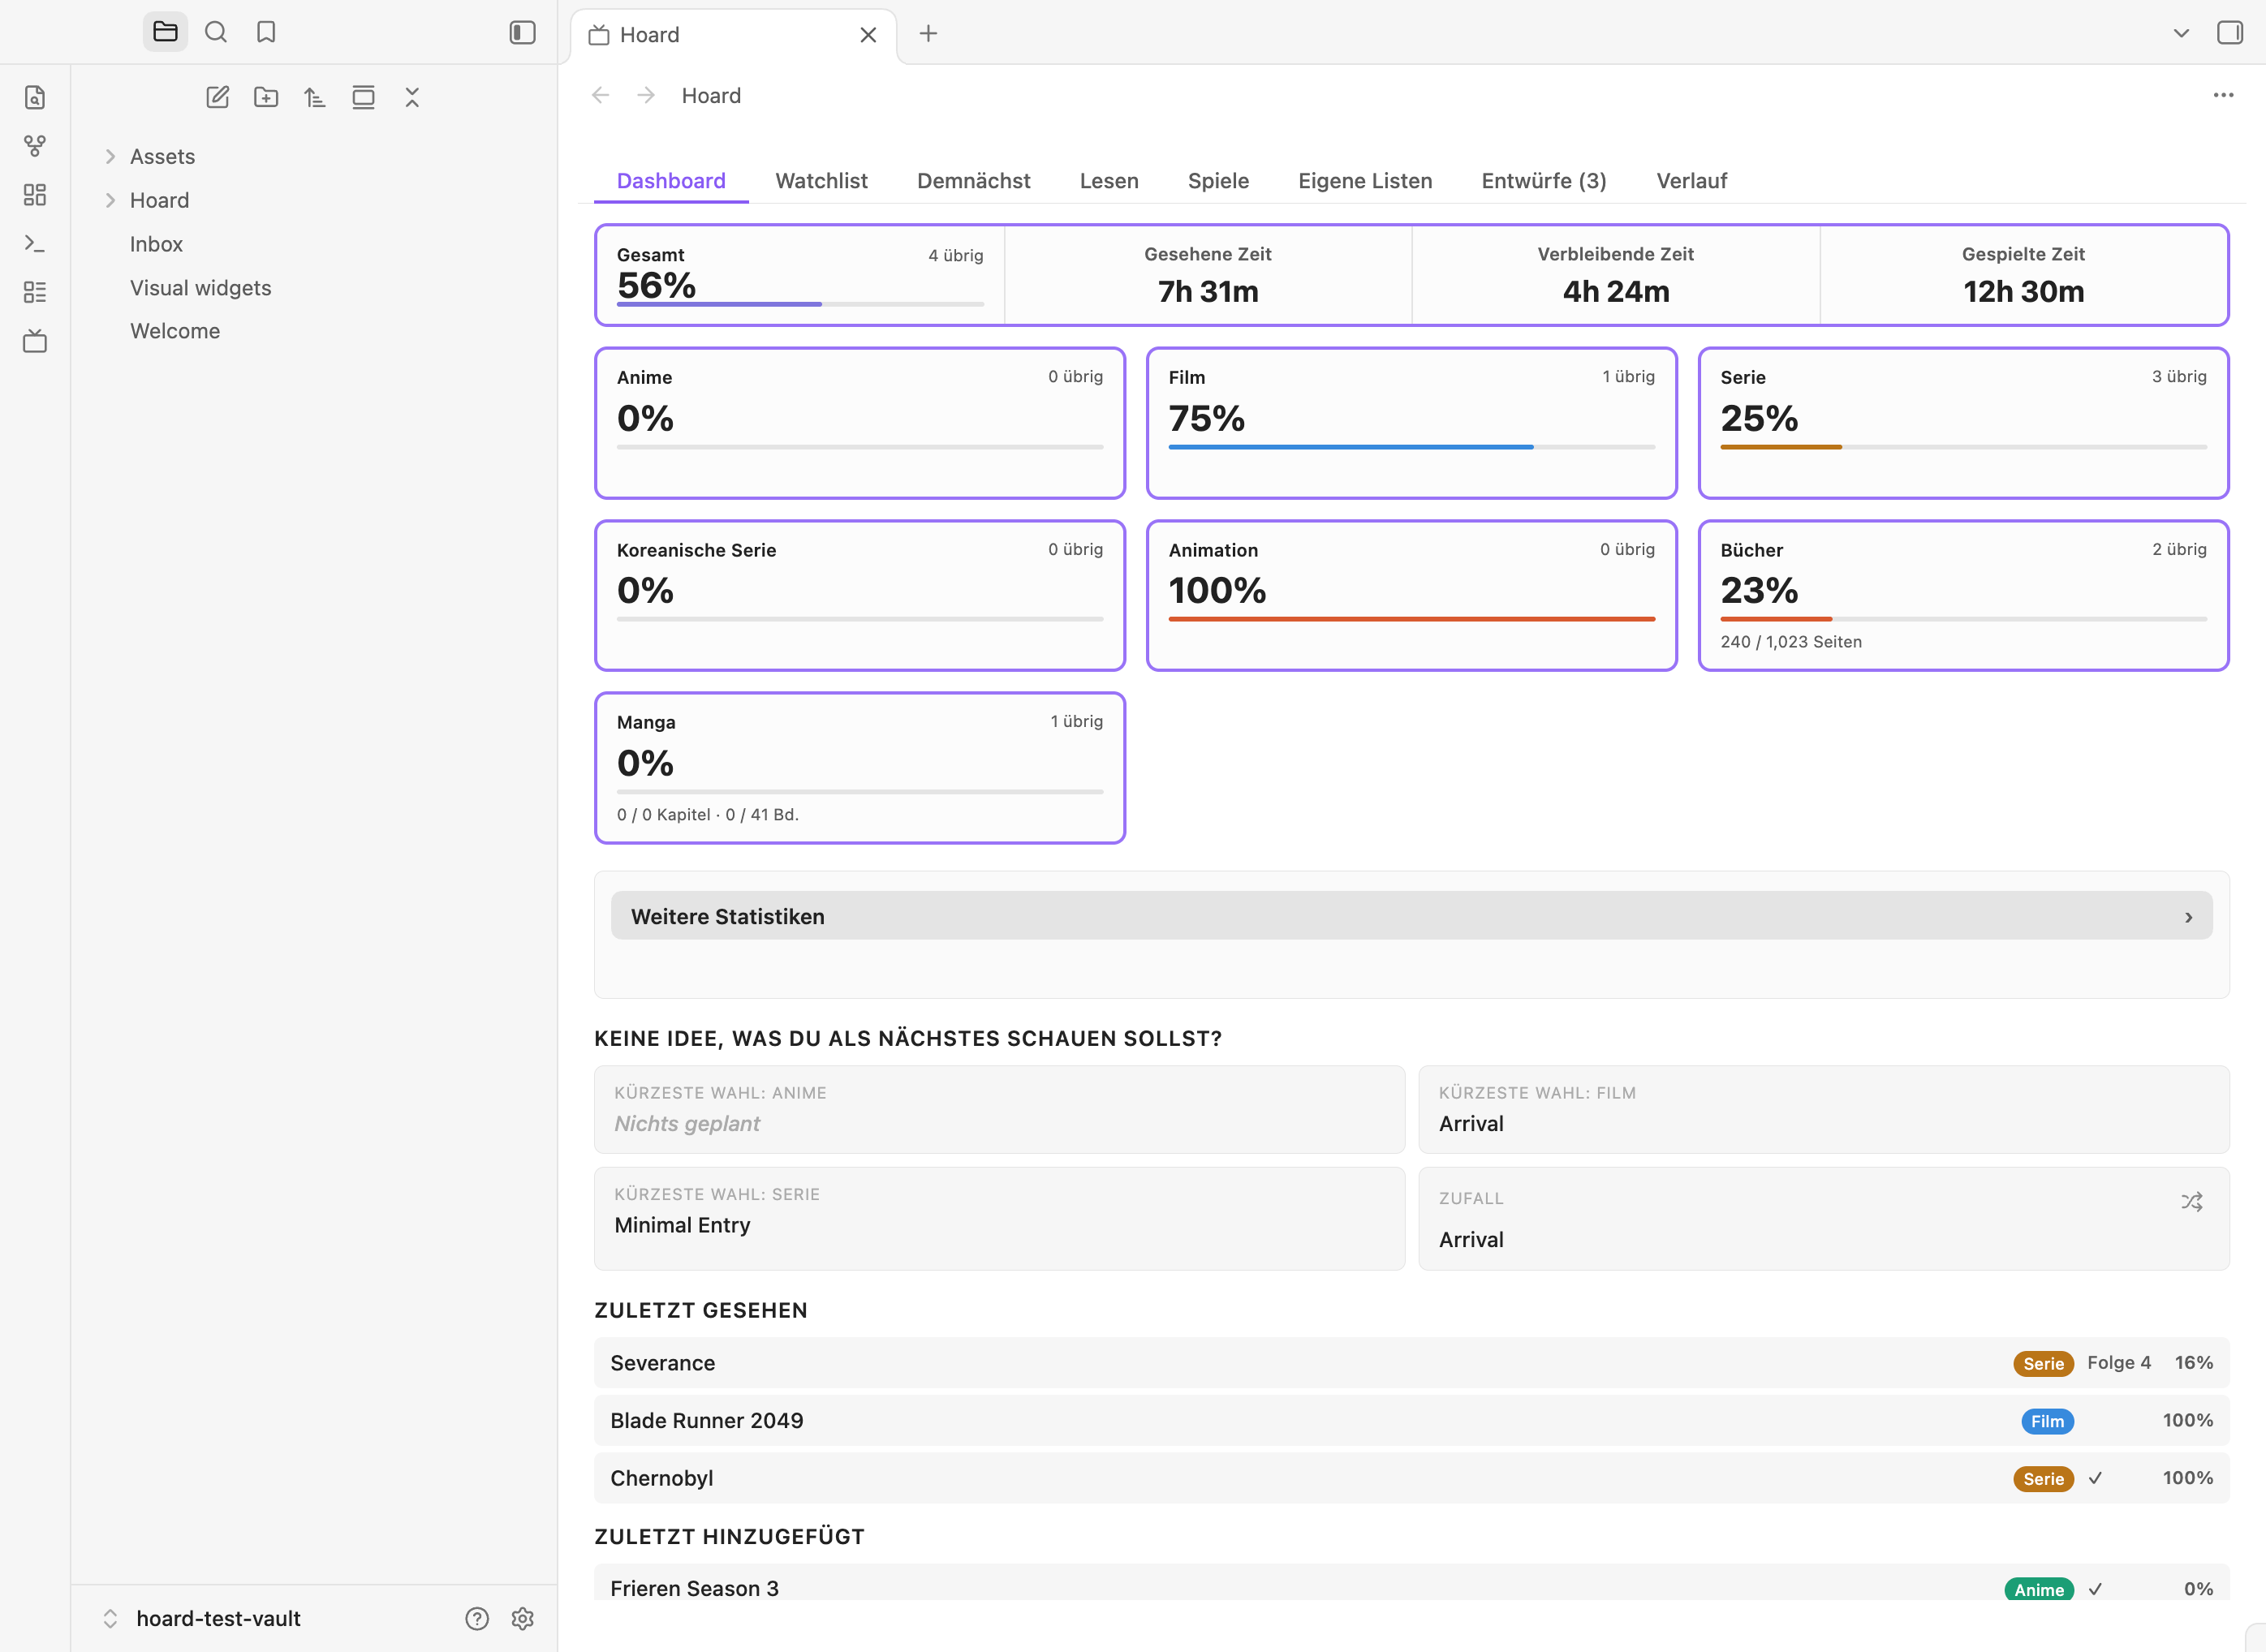 Hoard
Hoard
Assets
Hoard
Inbox
Visual widgets
Welcome
hoard-test-vault
Dashboard
Watchlist
Demnächst
Lesen
Spiele
Eigene Listen
Entwürfe (3)
Verlauf
Gesamt
4 übrig
56%
Gesehene Zeit
7h 31m
Verbleibende Zeit
4h 24m
Gespielte Zeit
12h 30m
Anime
0 übrig
0%
Film
1 übrig
75%
Serie
3 übrig
25%
Koreanische Serie
0 übrig
0%
Animation
0 übrig
100%
Bücher
2 übrig
23%
240 / 1,023 Seiten
Manga
1 übrig
0%
0 / 0 Kapitel · 0 / 41 Bd.
Weitere Statistiken
KEINE IDEE, WAS DU ALS NÄCHSTES SCHAUEN SOLLST?
KÜRZESTE WAHL: ANIME
Nichts geplant
KÜRZESTE WAHL: FILM
Arrival
KÜRZESTE WAHL: SERIE
Minimal Entry
ZUFALL
Arrival
ZULETZT GESEHEN
Severance Serie Folge 4 16%
Blade Runner 2049 Film 100%
Chernobyl Serie ✓ 100%
ZULETZT HINZUGEFÜGT
Frieren Season 3 Anime ✓ 0%